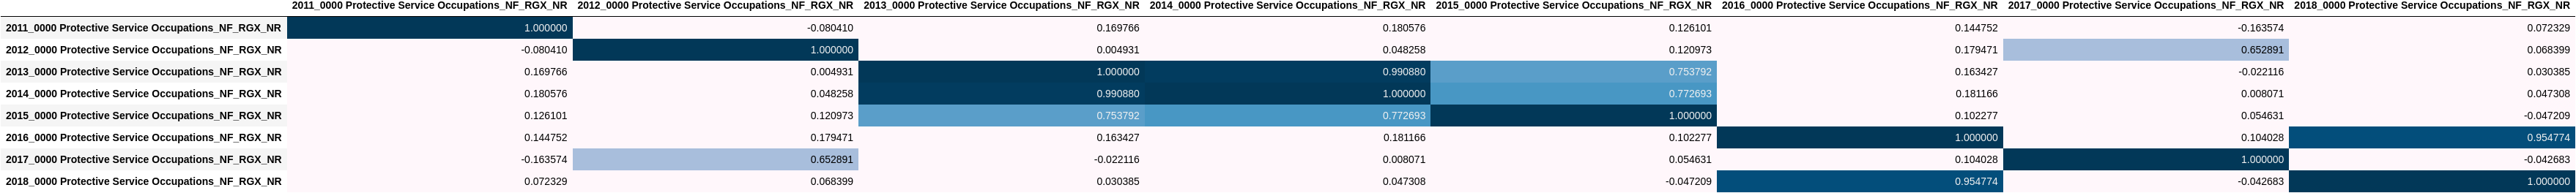 2011_0000 Protective Service Occupations_NF_RGX_NR 2012_0000 Protective Service Occupations_NF_RGX_NR 2013_0000 Protective Service Occupations_NF_RGX_NR 2014_0000 Protective Service Occupations_NF_RGX_NR 2015_0000 Protective Service Occupations_NF_RGX_NR 2016_0000 Protective Service Occupations_NF_RGX_NR 2017_0000 Protective Service Occupations_NF_RGX_NR 2018_0000 Protective Service Occupations_NF_RGX_NR
2011_0000 Protective Service Occupations_NF_RGX_NR 1.000000 -0.080410 0.169766 0.180576 0.126101 0.144752 -0.163574 0.072329
2012_0000 Protective Service Occupations_NF_RGX_NR -0.080410 1.000000 0.004931 0.048258 0.120973 0.179471 0.652891 0.068399
2013_0000 Protective Service Occupations_NF_RGX_NR 0.169766 0.004931 1.000000 0.990880 0.753792 0.163427 -0.022116 0.030385
2014_0000 Protective Service Occupations_NF_RGX_NR 0.180576 0.048258 0.990880 1.000000 0.772693 0.181166 0.008071 0.047308
2015_0000 Protective Service Occupations_NF_RGX_NR 0.126101 0.120973 0.753792 0.772693 1.000000 0.102277 0.054631 -0.047209
2016_0000 Protective Service Occupations_NF_RGX_NR 0.144752 0.179471 0.163427 0.181166 0.102277 1.000000 0.104028 0.954774
2017_0000 Protective Service Occupations_NF_RGX_NR -0.163574 0.652891 -0.022116 0.008071 0.054631 0.104028 1.000000 -0.042683
2018_0000 Protective Service Occupations_NF_RGX_NR 0.072329 0.068399 0.030385 0.047308 -0.047209 0.954774 -0.042683 1.000000